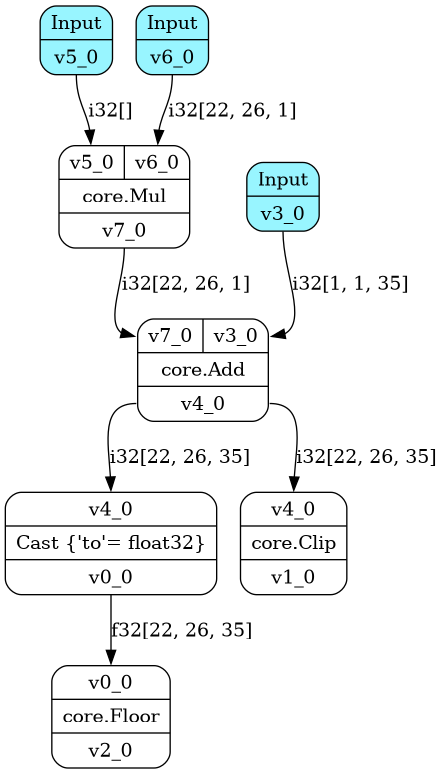 Input
v5_0
Input
v6_0
i32[]
i32[22, 26, 1]
v5_0
v6_0
core.Mul
v7_0
Input
v3_0
i32[22, 26, 1]
i32[1, 1, 35]
v7_0
v3_0
core.Add
v4_0
i32[22, 26, 35]
i32[22, 26, 35]
v4_0
Cast {'to'= float32}
v0_0
v4_0
core.Clip
v1_0
f32[22, 26, 35]
v0_0
core.Floor
v2_0